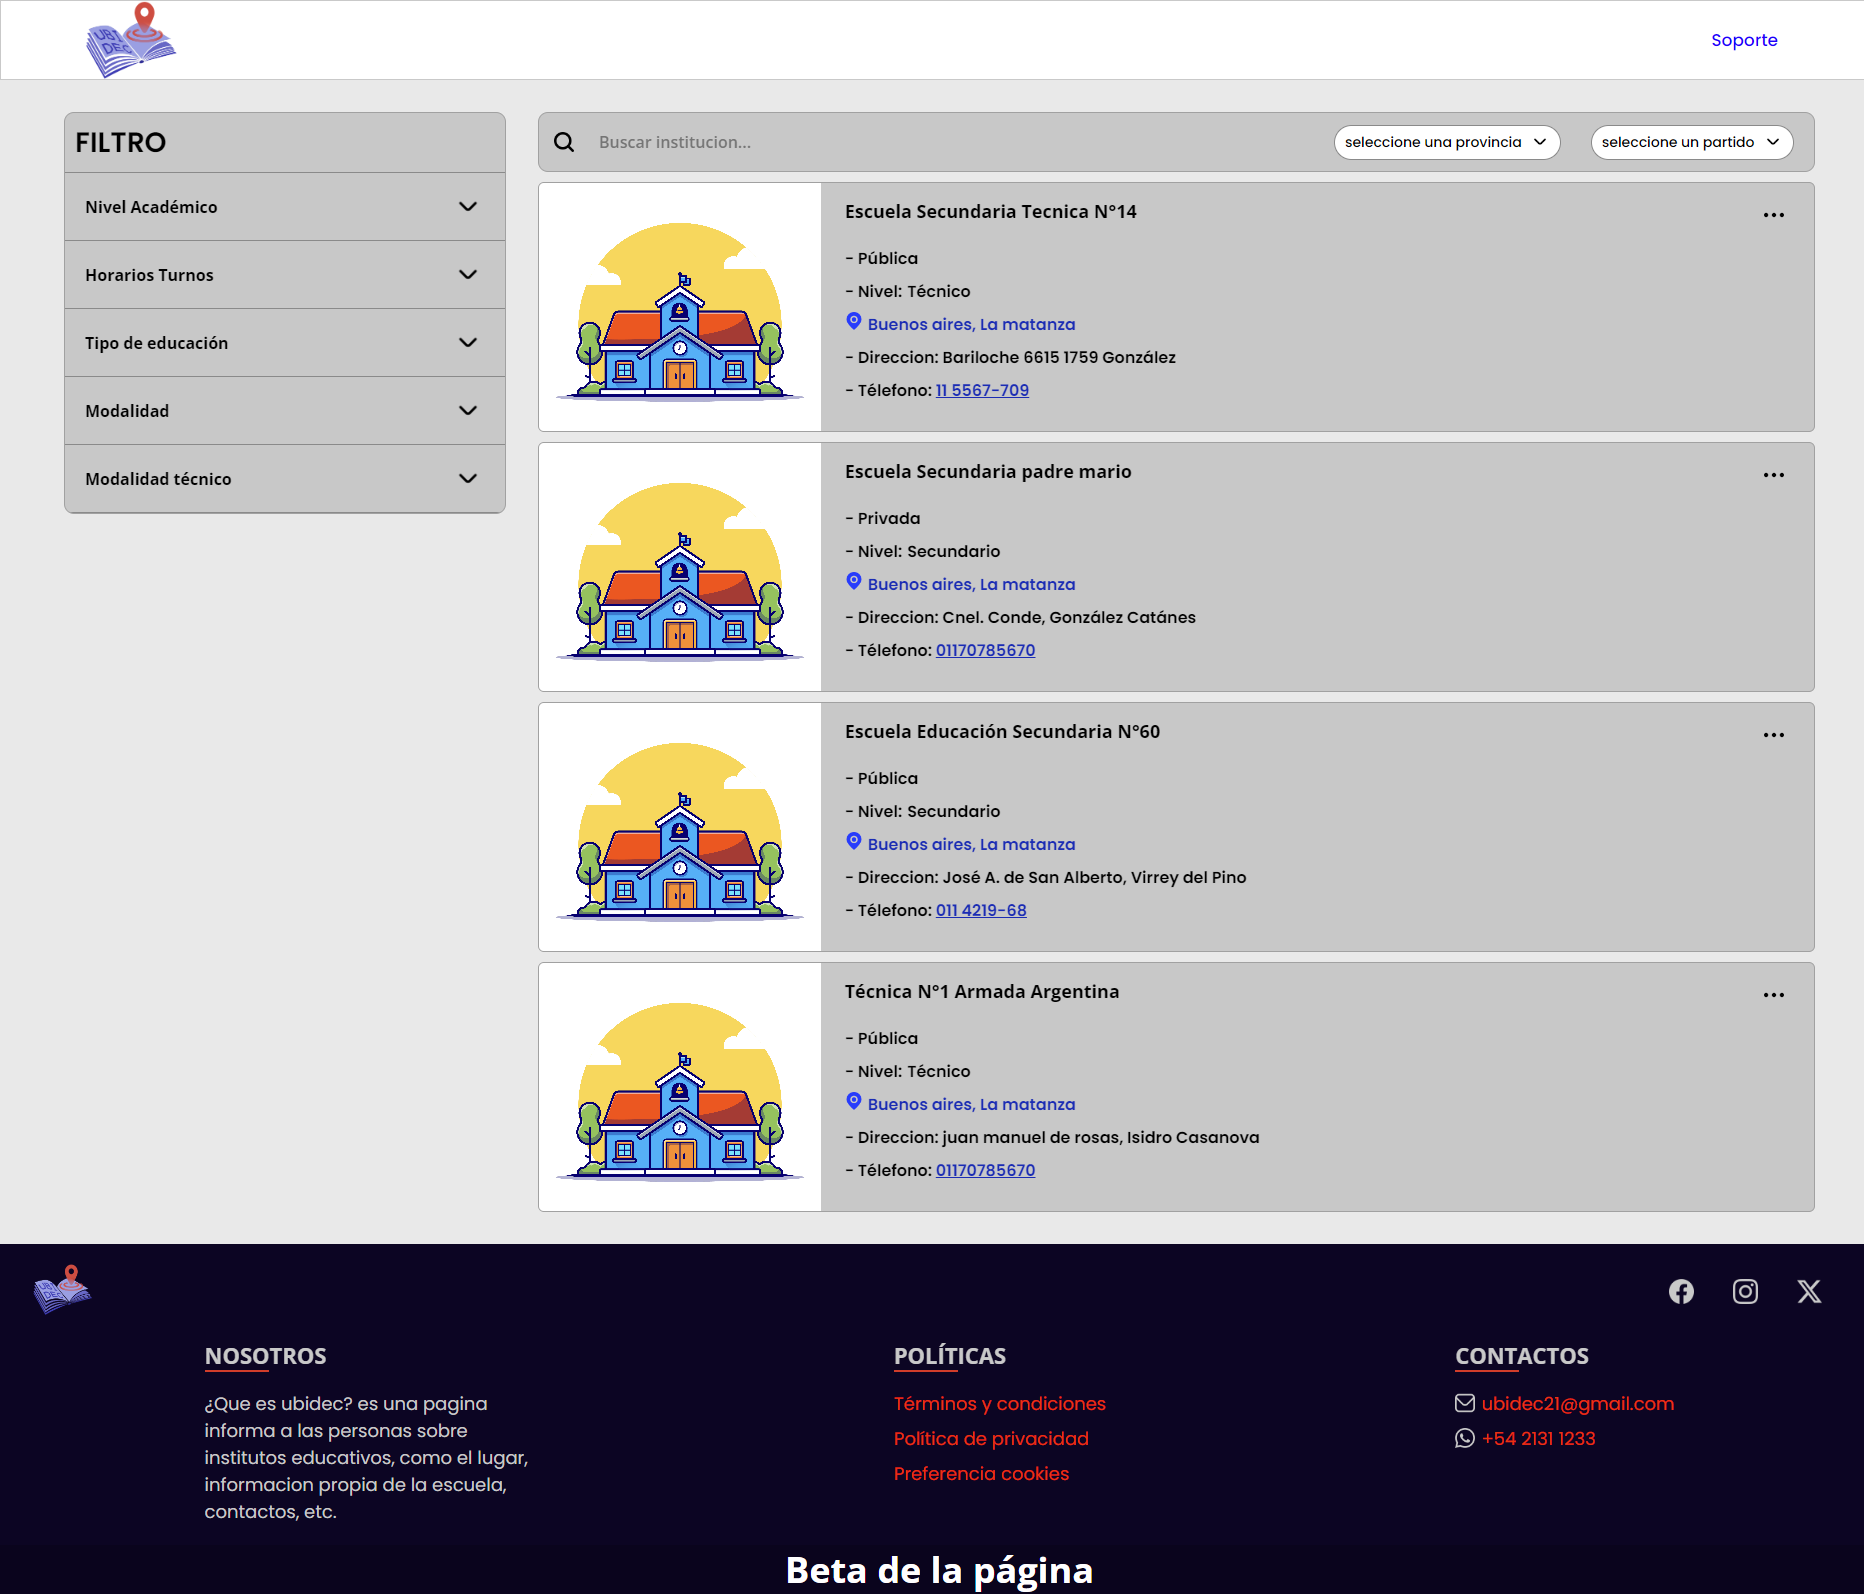 UBI
DEC
Soporte
FILTRO
Nivel Académico
Horarios Turnos
Tipo de educación
Modalidad
Modalidad técnico
Buscar institucion...
seleccione una provincia
seleccione un partido
Escuela Secundaria Tecnica N°14
- Pública
- Nivel: Técnico
Buenos aires, La matanza
- Direccion: Bariloche 6615 1759 González
- Télefono: 11 5567-709
Escuela Secundaria padre mario
- Privada
- Nivel: Secundario
Buenos aires, La matanza
- Direccion: Cnel. Conde, González Catánes
- Télefono: 01170785670
Escuela Educación Secundaria N°60
- Pública
- Nivel: Secundario
Buenos aires, La matanza
- Direccion: José A. de San Alberto, Virrey del Pino
- Télefono: 011 4219-68
Técnica N°1 Armada Argentina
- Pública
- Nivel: Técnico
Buenos aires, La matanza
- Direccion: juan manuel de rosas, Isidro Casanova
- Télefono: 01170785670
UBI
DEC
NOSOTROS
¿Que es ubidec? es una pagina
informa a las personas sobre
institutos educativos, como el lugar,
informacion propia de la escuela,
contactos, etc.
POLÍTICAS
Términos y condiciones
Política de privacidad
Preferencia cookies
CONTACTOS
ubidec21@gmail.com
+54 2131 1233
Beta de la página